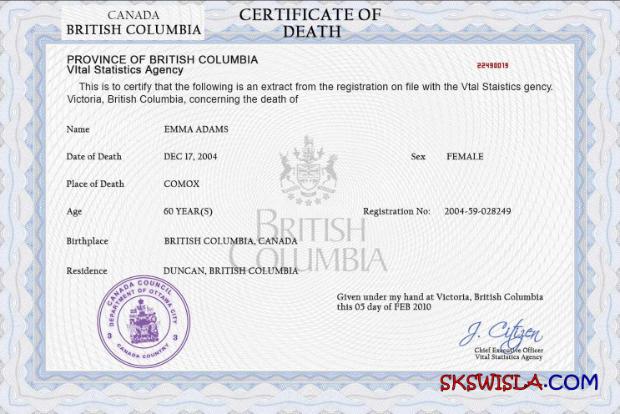 CANADA
BRITISH COLUMBIA
CERTIFICATE OF
DEATH
PROVINCE OF BRITISH COLUMBIA
VItal Statistics Agency
22490019
This is to certify that the following is an extract from the registration on file with the Vtal Staistics gency.
Victoria, British Columbia, concerning the death of
Name EMMA ADAMS
Date of Death DEC 17, 2004 Sex FEMALE
Place of Death COMOX
Age 60 YEAR(S) Registration No: 2004-59-028249
BRITISH
COLUMBIA
Birthplace BRITISH COLUMBIA, CANADA
Residence DUNCAN, BRITISH COLUMBIA
CANADA COUNCIL
DEPARTMENT OF OTTAWA CITY
3 3
CANADA COUNTRY
Given under my hand at Victoria, British Columbia
this 05 day of FEB 2010
J. Citizen
Chief Executive Officer
Vital Statistics Agency
SKSWISLA.COM